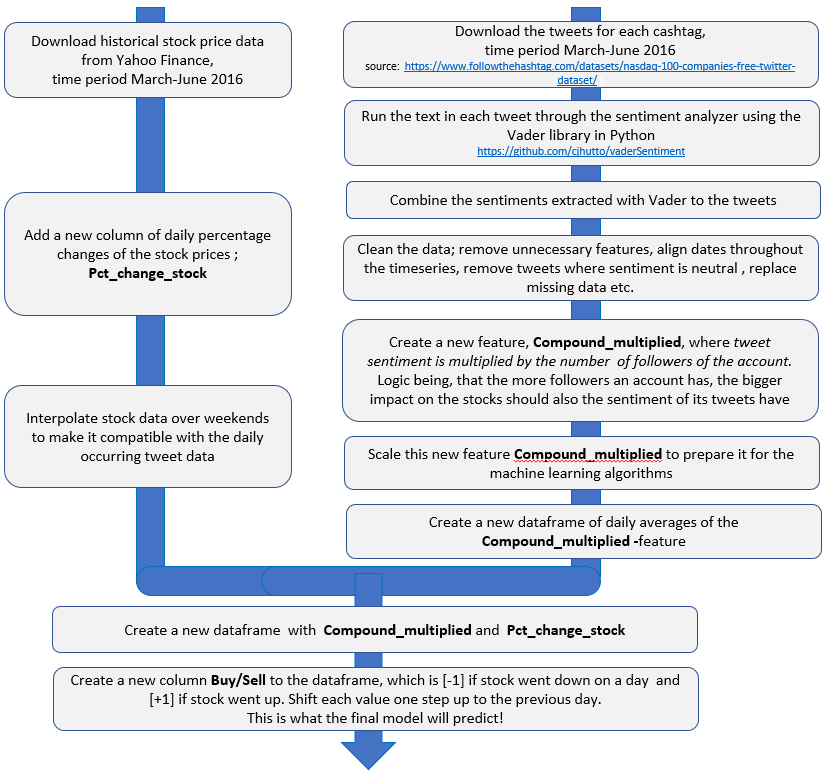 Download historical stock price data
from Yahoo Finance,
time period March-June 2016
Add a new column of daily percentage
changes of the stock prices ;
Pct_change_stock
Interpolate stock data over weekends
to make it compatible with the daily
occurring tweet data
Download the tweets for each cashtag,
time period March-June 2016
source: https://www.followthehashtag.com/datasets/nasdaq-100-companies-free-twitter-
dataset/
Run the text in each tweet through the sentiment analyzer using the
Vader library in Python
https://github.com/cjhutto/vaderSentiment
Combine the sentiments extracted with Vader to the tweets
Clean the data; remove unnecessary features, align dates throughout
the timeseries, remove tweets where sentiment is neutral , replace
missing data etc.
Create a new feature, Compound_multiplied, where tweet
sentiment is multiplied by the number of followers of the account.
Logic being, that the more followers an account has, the bigger
impact on the stocks should also the sentiment of its tweets have
Scale this new feature Compound_multiplied to prepare it for the
machine learning algorithms
Create a new dataframe of daily averages of the
Compound_multiplied -feature
Create a new dataframe with Compound_multiplied and Pct_change_stock
Create a new column Buy/Sell to the dataframe, which is [-1] if stock went down on a day and
[+1] if stock went up. Shift each value one step up to the previous day.
This is what the final model will predict!